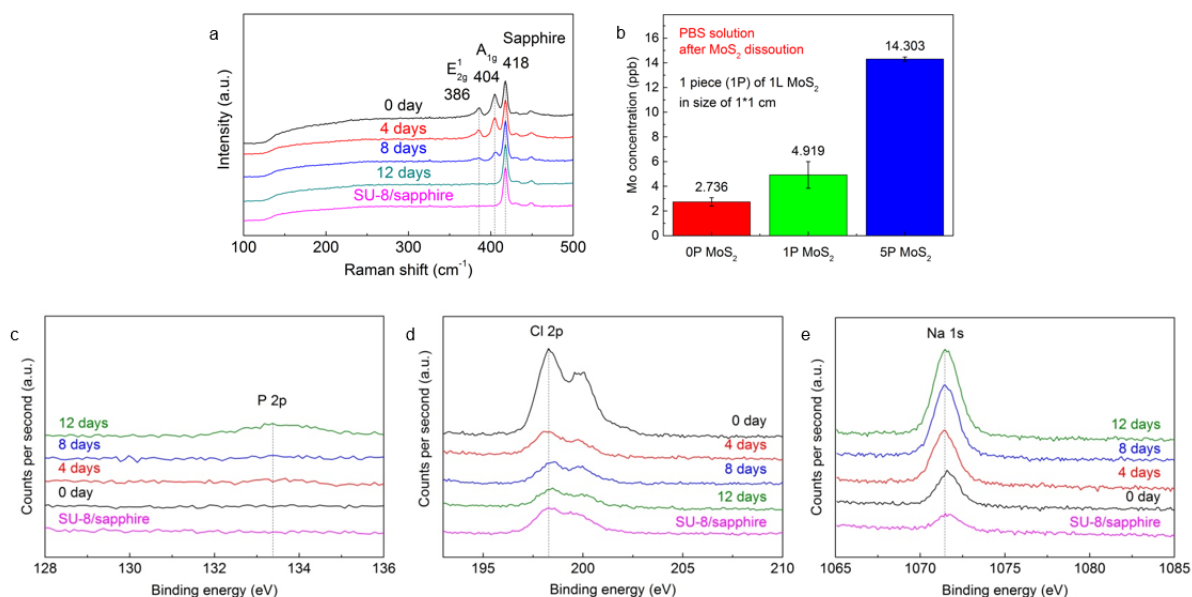 a
Intensity (a.u.)
E¹₂g
386
A₁g
404
Sapphire
418
0 day
4 days
8 days
12 days
SU-8/sapphire
100 200 300 400 500
Raman shift (cm⁻¹)
b
Mo concentration (ppb)
16
14
12
10
8
6
4
2
0
PBS solution
after MoS₂ dissoution
1 piece (1P) of 1L MoS₂
in size of 1*1 cm
2.736
4.919
14.303
0P MoS₂ 1P MoS₂ 5P MoS₂
c
Counts per second (a.u.)
P 2p
12 days
8 days
4 days
0 day
SU-8/sapphire
128 130 132 134 136
Binding energy (eV)
d
Counts per second (a.u.)
Cl 2p
0 day
4 days
8 days
12 days
SU-8/sapphire
195 200 205 210
Binding energy (eV)
e
Counts per second (a.u.)
Na 1s
12 days
8 days
4 days
0 day
SU-8/sapphire
1065 1070 1075 1080 1085
Binding energy (eV)